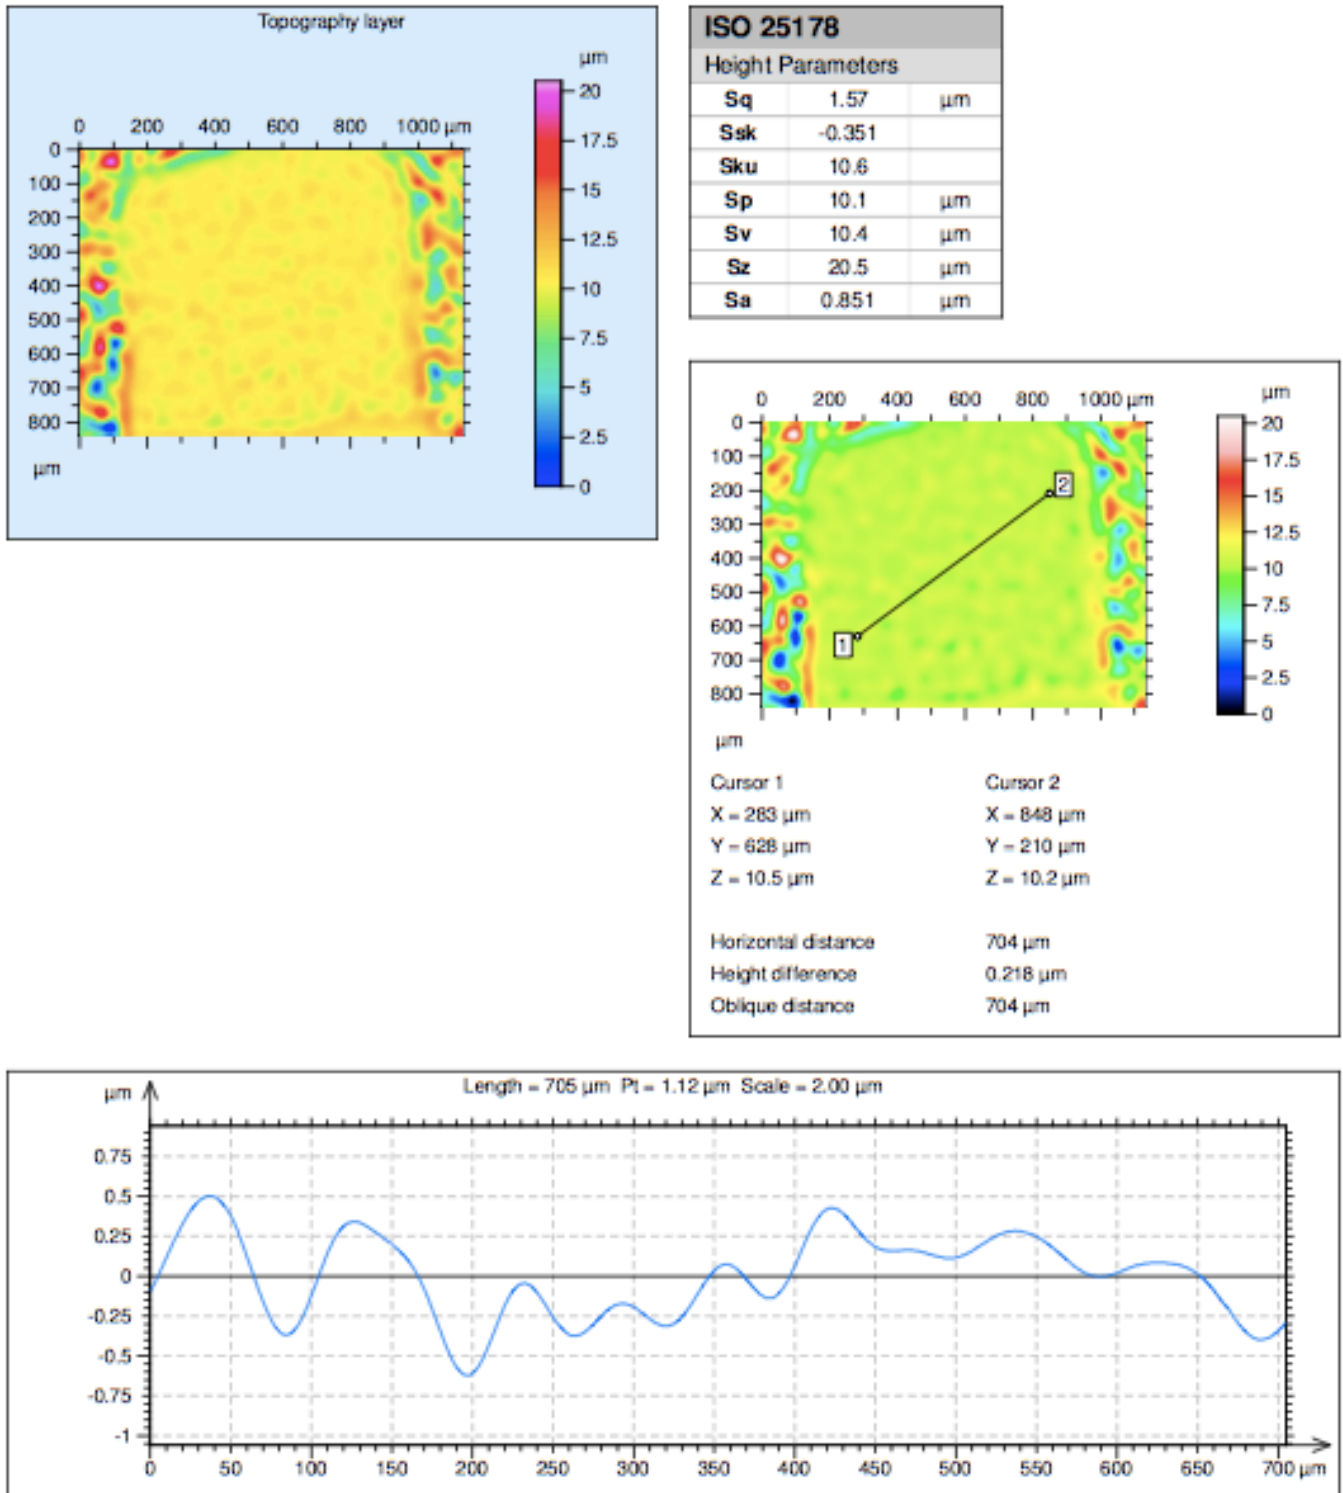 Topography layer
µm
0 200 400 600 800 1000 µm
0
100
200
300
400
500
600
700
800
µm
20
17.5
15
12.5
10
7.5
5
2.5
0
ISO 25178
Height Parameters
Sq 1.57 µm
Ssk -0.351
Sku 10.6
Sp 10.1 µm
Sv 10.4 µm
Sz 20.5 µm
Sa 0.851 µm
µm
0 200 400 600 800 1000 µm
0
100
200
300
400
500
600
700
800
µm
2
1
20
17.5
15
12.5
10
7.5
5
2.5
0
Cursor 1 Cursor 2
X = 283 µm X = 848 µm
Y = 628 µm Y = 210 µm
Z = 10.5 µm Z = 10.2 µm
Horizontal distance 704 µm
Height difference 0.218 µm
Oblique distance 704 µm
µm Length = 705 µm Pt = 1.12 µm Scale = 2.00 µm
0.75
0.5
0.25
0
-0.25
-0.5
-0.75
-1
0 50 100 150 200 250 300 350 400 450 500 550 600 650 700 µm